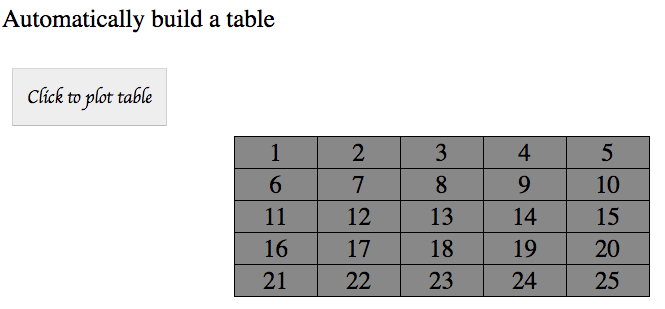 Automatically build a table
Click to plot table
1 2 3 4 5
6 7 8 9 10
11 12 13 14 15
16 17 18 19 20
21 22 23 24 25